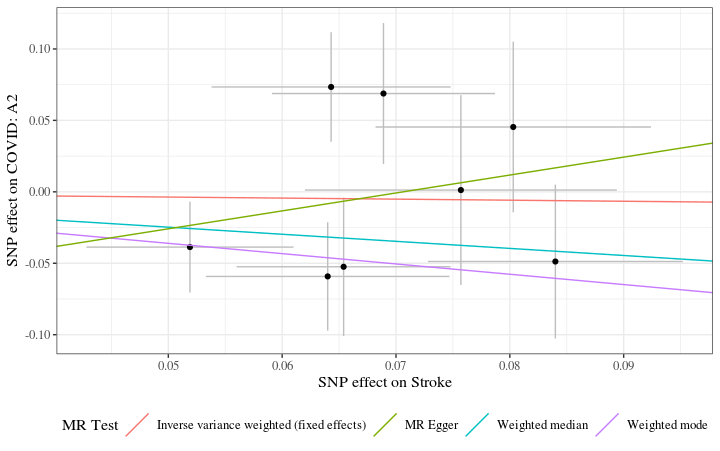 SNP effect on COVID: A2
0.10
0.05
0.00
-0.05
-0.10
0.05 0.06 0.07 0.08 0.09
SNP effect on Stroke
MR Test Inverse variance weighted (fixed effects) MR Egger Weighted median Weighted mode